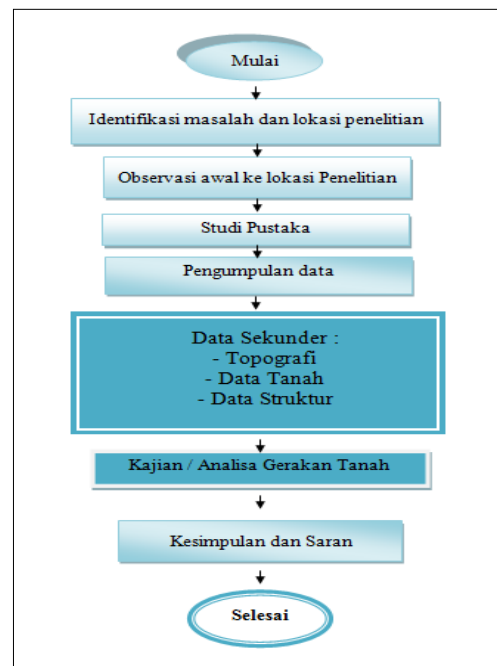 Mulai
Identifikasi masalah dan lokasi penelitian
Observasi awal ke lokasi Penelitian
Studi Pustaka
Pengumpulan data
Data Sekunder :
- Topografi
- Data Tanah
- Data Struktur
Kajian / Analisa Gerakan Tanah
Kesimpulan dan Saran
Selesai